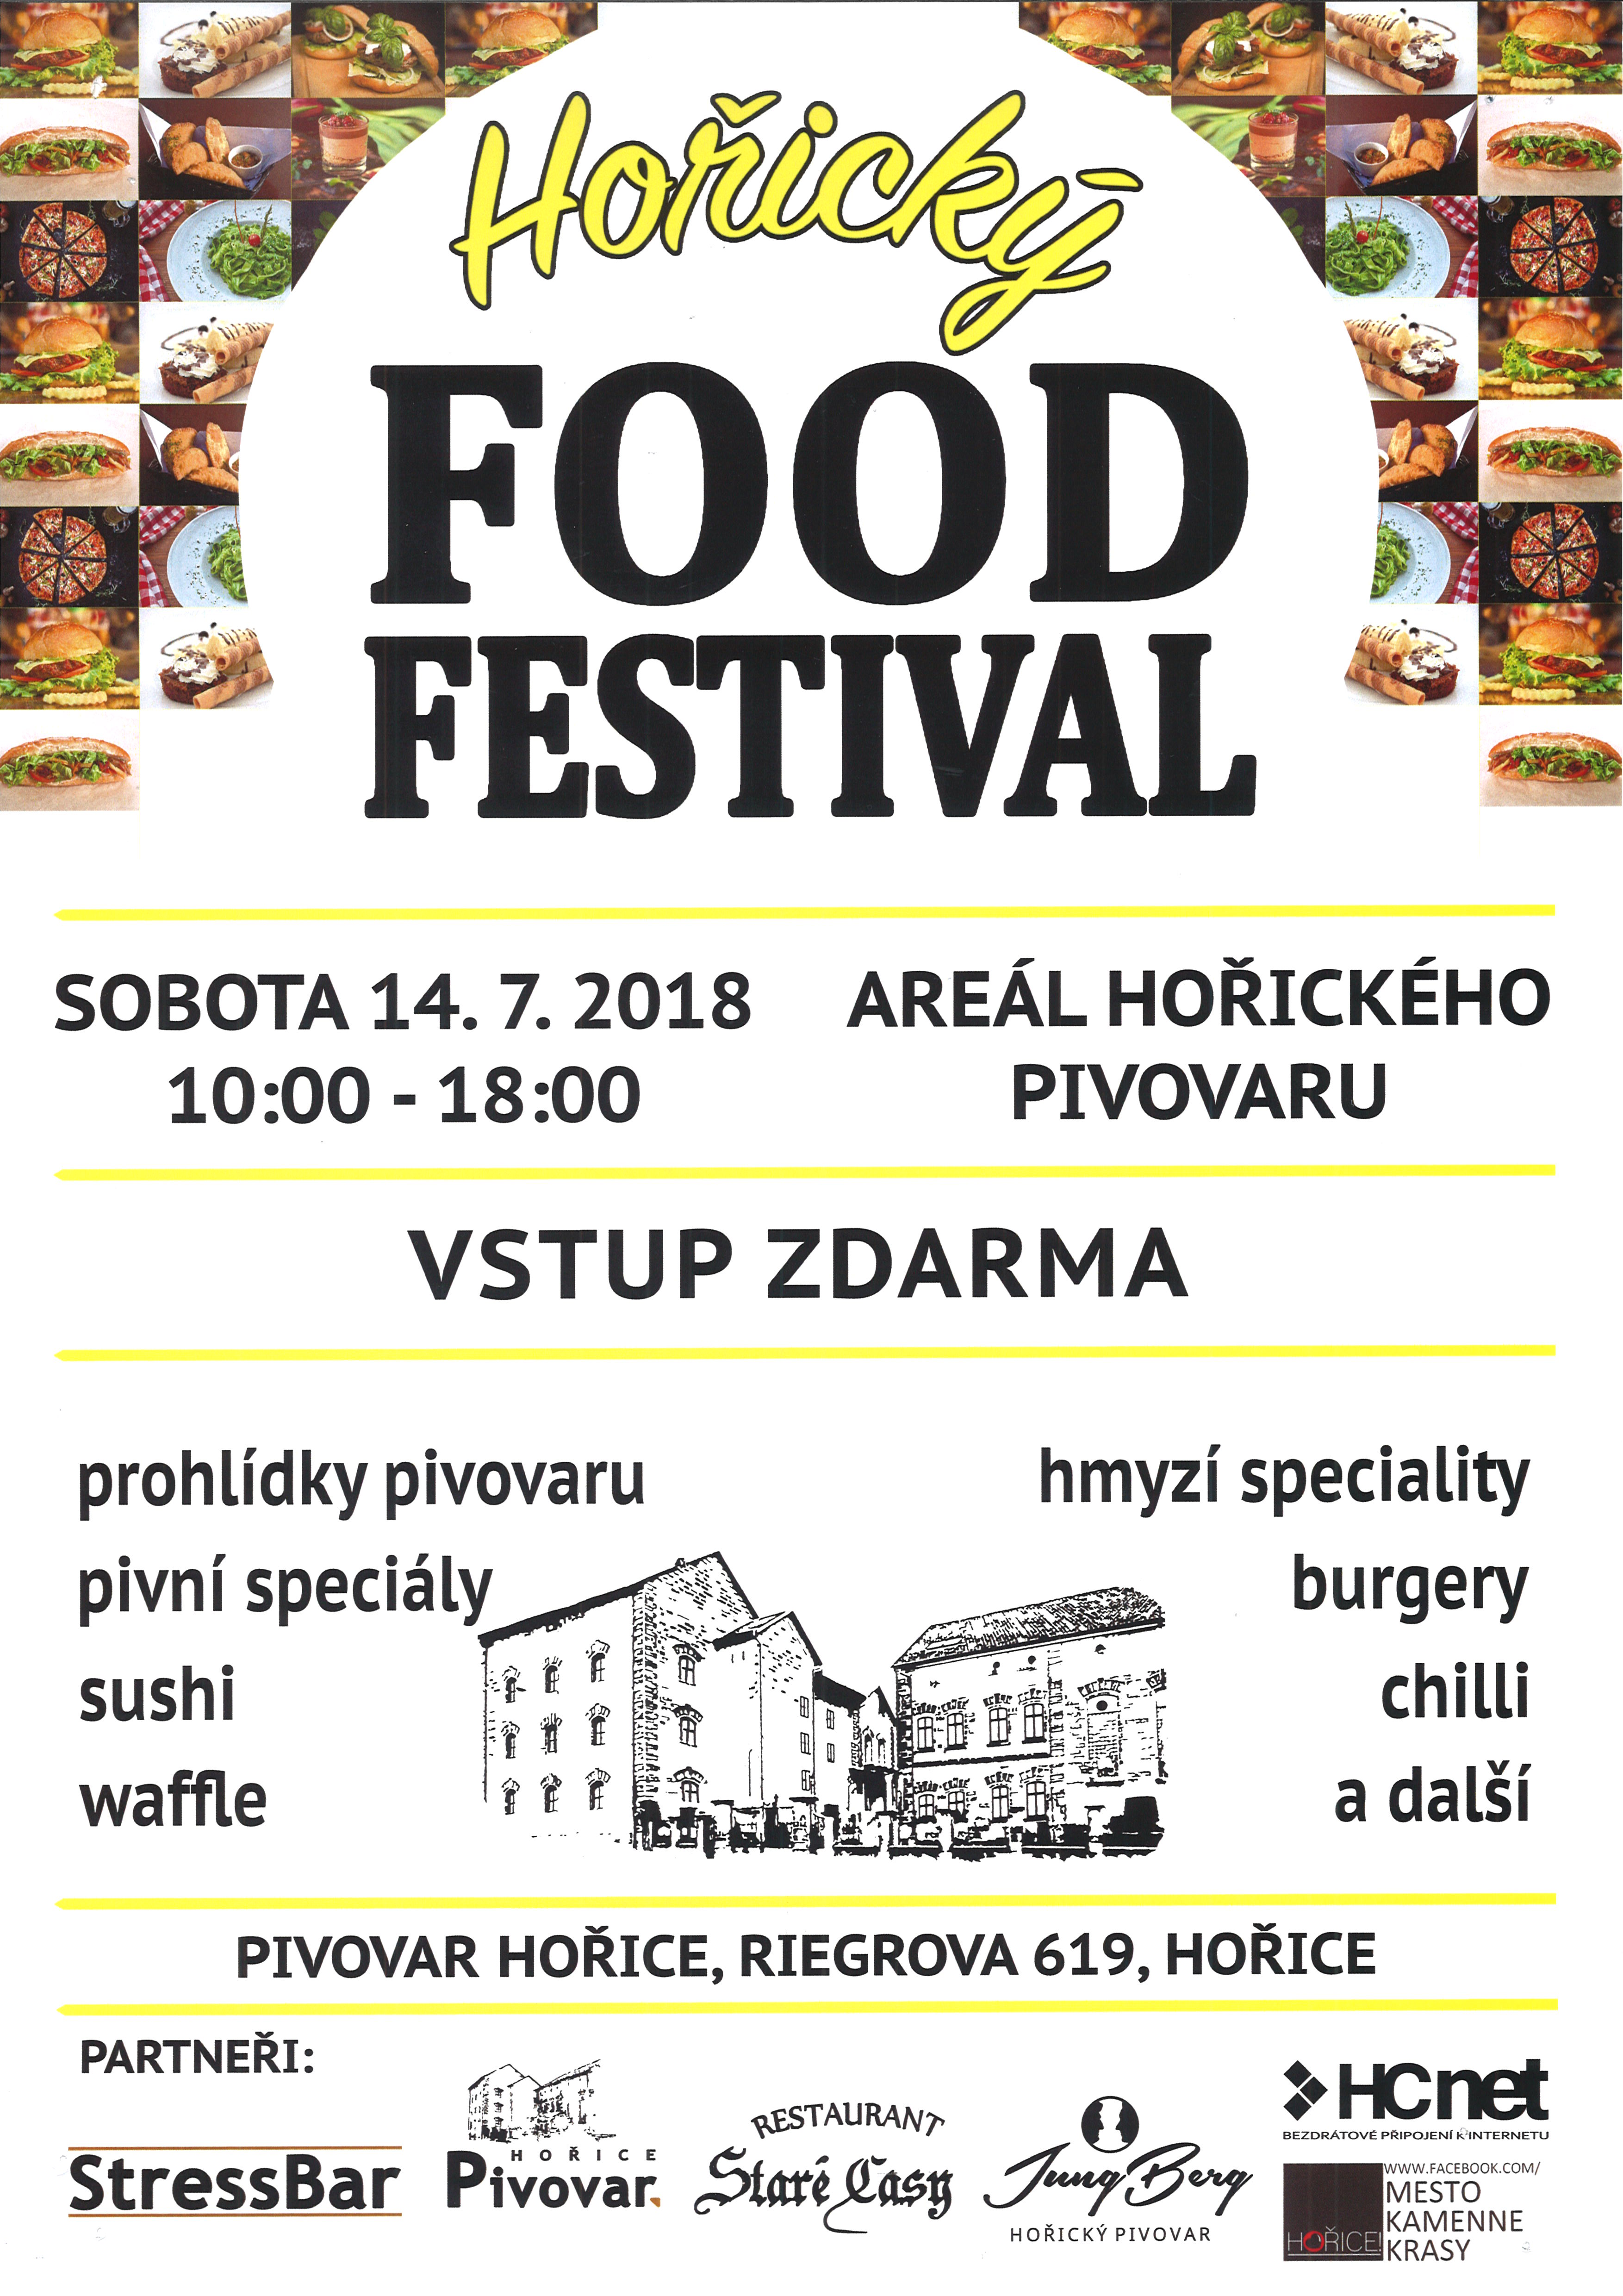 Hořický
FOOD
FESTIVAL
SOBOTA 14. 7. 2018
10:00 - 18:00
AREÁL HOŘICKÉHO
PIVOVARU
VSTUP ZDARMA
prohlídky pivovaru
pivní speciály
sushi
waffle
hmyzí speciality
burgery
chilli
a další
PIVOVAR HOŘICE, RIEGROVA 619, HOŘICE
PARTNEŘI:
StressBar
HOŘICE
Pivovar
RESTAURANT
Staré Časy
Jung Berg
HOŘICKÝ PIVOVAR
HCnet
BEZDRÁTOVÉ PŘIPOJENÍ K INTERNETU
HOŘICE!
WWW.FACEBOOK.COM/
MESTO
KAMENNE
KRASY